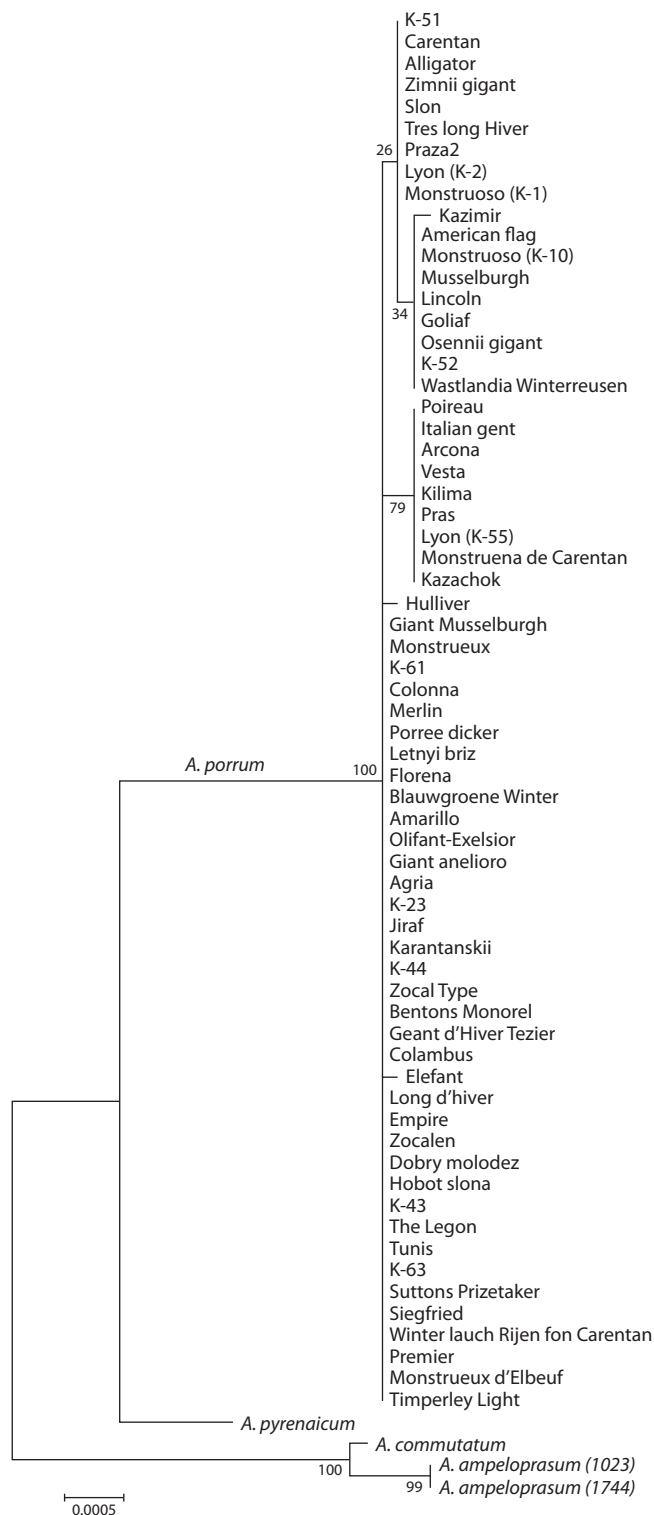 K-51
Carentan
Alligator
Zimnii gigant
Slon
Tres long Hiver
Praza2
26
Lyon (K-2)
Monstruoso (K-1)
Kazimir
American flag
Monstruoso (K-10)
Musselburgh
Lincoln
34
Goliaf
Osennii gigant
K-52
Wastlandia Winterreusen
Poireau
Italian gent
Arcona
Vesta
Kilima
79
Pras
Lyon (K-55)
Monstruena de Carentan
Kazachok
Hulliver
Giant Musselburgh
Monstrueux
K-61
Colonna
Merlin
Porree dicker
Letnyi briz
A. porrum
100
Florena
Blauwgroene Winter
Amarillo
Olifant-Exelsior
Giant anelioro
Agria
K-23
Jiraf
Karantanskii
K-44
Zocal Type
Bentons Monorel
Geant d’Hiver Tezier
Colambus
Elefant
Long d’hiver
Empire
Zocalen
Dobry molodez
Hobot slona
K-43
The Legon
Tunis
K-63
Suttons Prizetaker
Siegfried
Winter lauch Rijen fon Carentan
Premier
Monstrueux d’Elbeuf
Timperley Light
A. pyrenaicum
A. commutatum
100
A. ampeloprasum (1023)
99
A. ampeloprasum (1744)
0.0005